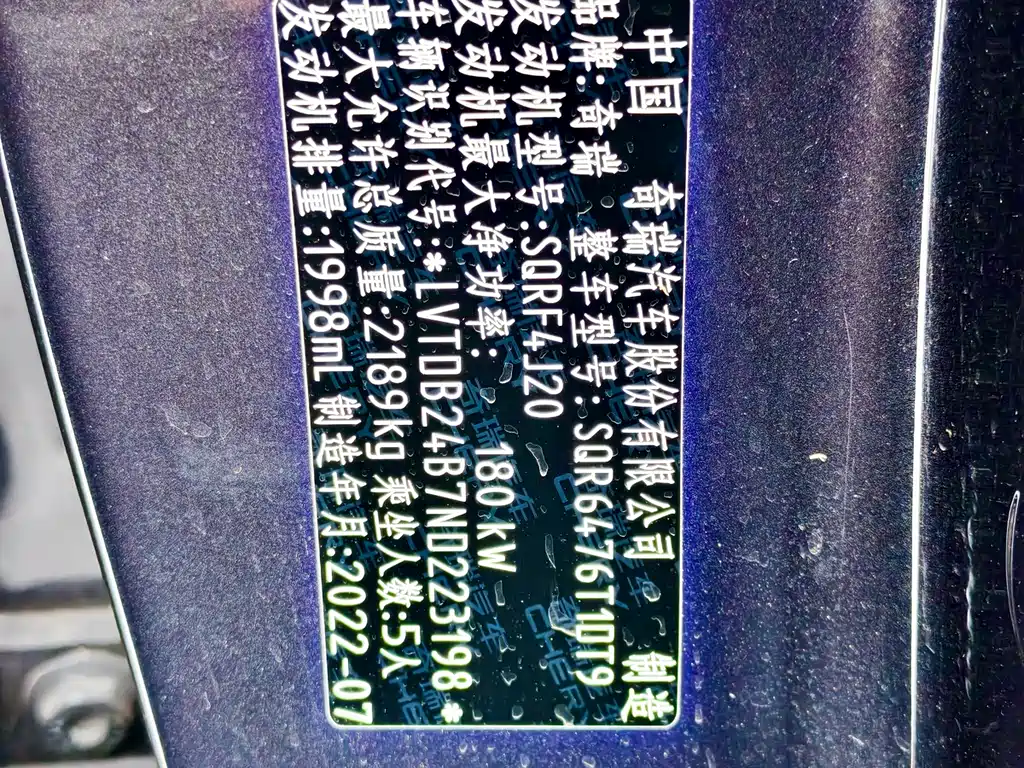 中国 奇瑞汽车股份有限公司 制造
品牌:奇瑞 整车型号:SQR6476T1DT9
发动机型号:SQRF4J20
发动机最大净功率: 180kW
车辆识别代号:*LVTDB24B7ND223198*
最大允许总质量:2189kg 乘坐人数:5人
发动机排量:1998mL 制造年月:2022-07